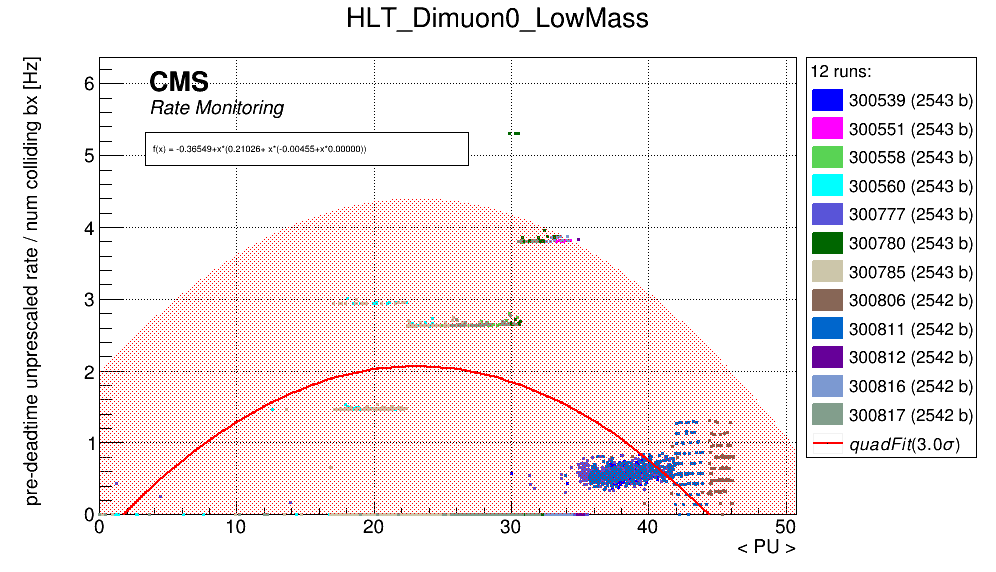 HLT_Dimuon0_LowMass
pre-deadtime unprescaled rate / num colliding bx [Hz]
CMS
Rate Monitoring
f(x) = -0.36549+x*(0.21026+ x*(-0.00455+x*0.00000))
6
5
4
3
2
1
0
0 10 20 30 40 50
< PU >
12 runs:
300539 (2543 b)
300551 (2543 b)
300558 (2543 b)
300560 (2543 b)
300777 (2543 b)
300780 (2543 b)
300785 (2543 b)
300806 (2542 b)
300811 (2542 b)
300812 (2542 b)
300816 (2542 b)
300817 (2542 b)
quadFit(3.0σ)